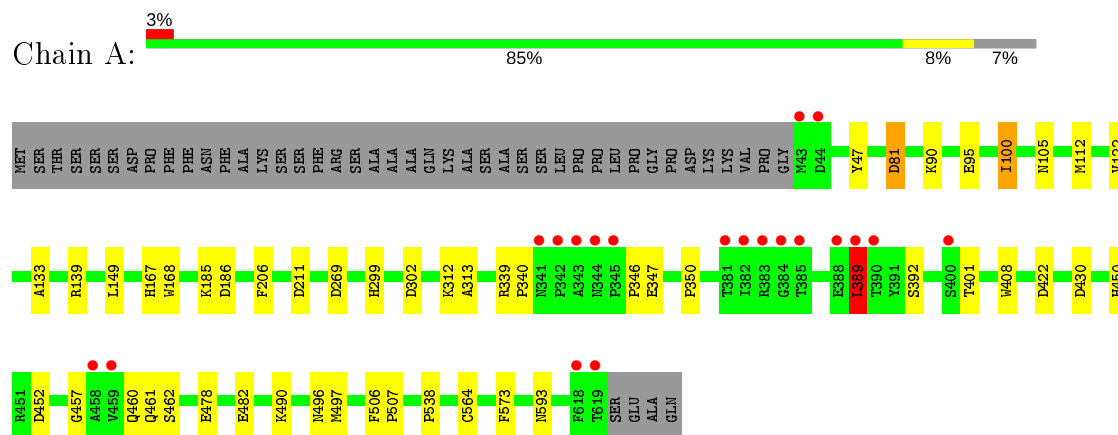 3%
Chain A:
85% 8% 7%
MET SER THR SER SER SER ASP PRO PHE PHE ASN PHE ALA LYS SER SER PHE ARG SER ALA ALA ALA GLN LYS ALA SER ALA SER SER LEU PRO PRO LEU PRO GLY PRO ASP LYS LYS VAL PRO GLY M43 D44 Y47 D81 K90 E95 I100 N105 M112 V122
A133 R139 L149 H167 W168 K185 D186 F206 D211 D269 H299 D302 K312 A313 R339 P340 N341 P342 A343 N344 P345 P346 E347 P350 T381 I382 R383 G384 T385 E388 L389 T390 Y391 S392 S400 T401 W408 D422 D430 H450
R451 D452 G457 A458 V459 Q460 Q461 S462 E478 E482 K490 N496 M497 F506 P507 P538 C564 F573 N593 F618 T619 SER GLU ALA GLN